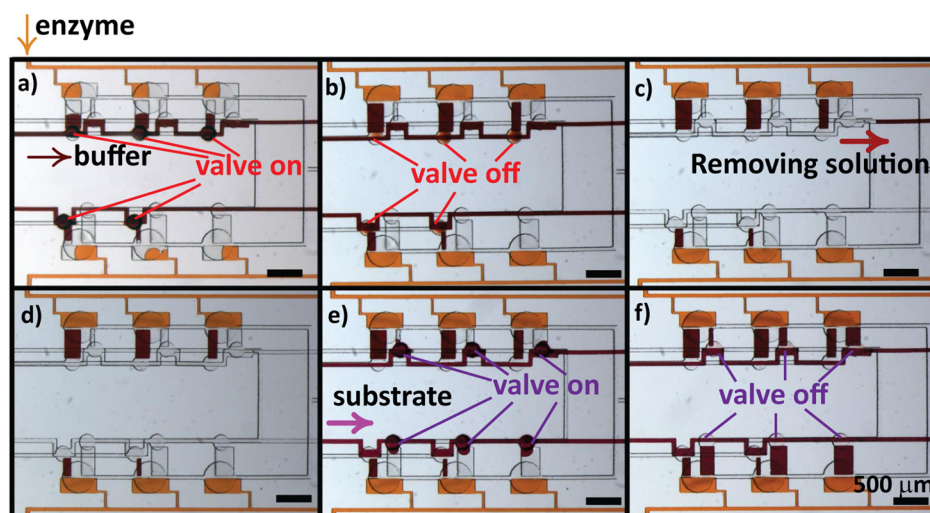 enzyme
a)
buffer
valve on
b)
valve off
c)
Removing solution
d)
e)
substrate
valve on
f)
valve off
500 µm